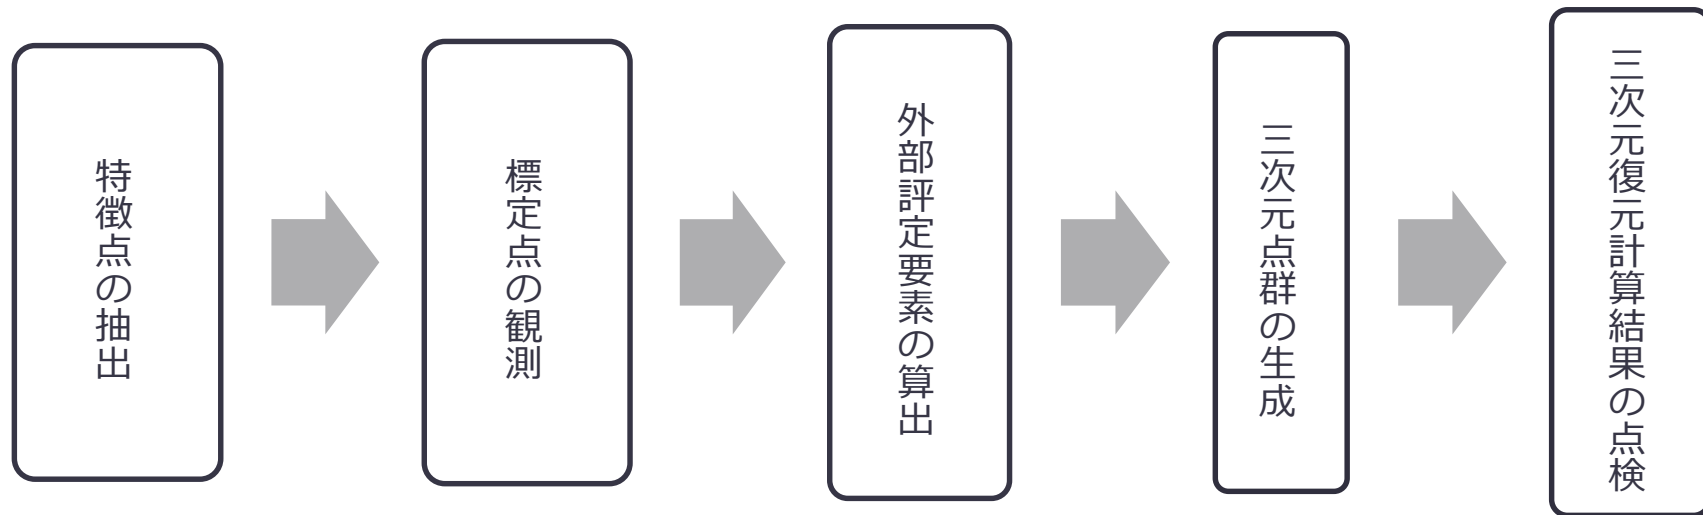 特徴点の抽出
標定点の観測
外部評定要素の算出
三次元点群の生成
三次元復元計算結果の点検